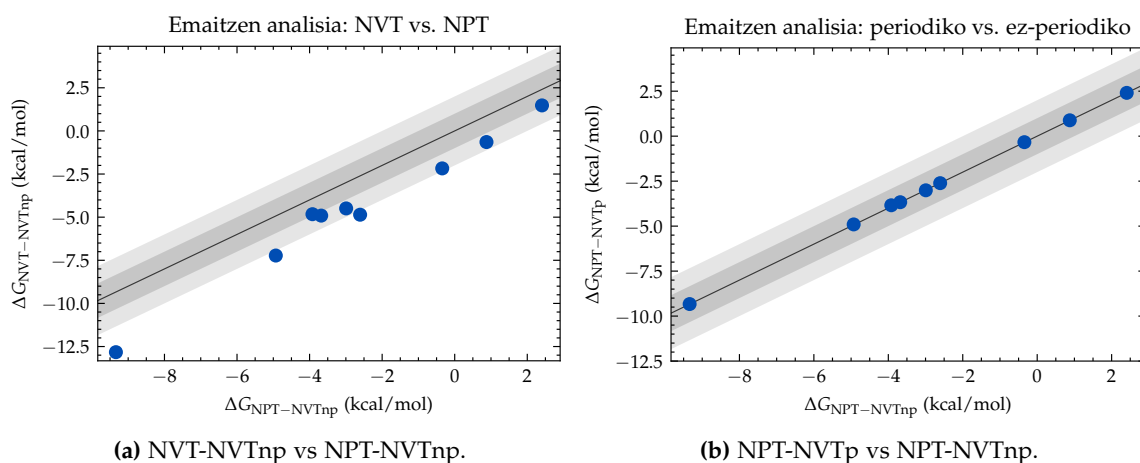 Emaitzen analisia: NVT vs. NPT
2.5
0.0
−2.5
−5.0
−7.5
−10.0
−12.5
ΔG_NVT−NVTnp (kcal/mol)
−8 −6 −4 −2 0 2
ΔG_NPT−NVTnp (kcal/mol)
(a) NVT-NVTnp vs NPT-NVTnp.
Emaitzen analisia: periodiko vs. ez-periodiko
2.5
0.0
−2.5
−5.0
−7.5
−10.0
−12.5
ΔG_NPT−NVTp (kcal/mol)
−8 −6 −4 −2 0 2
ΔG_NPT−NVTnp (kcal/mol)
(b) NPT-NVTp vs NPT-NVTnp.